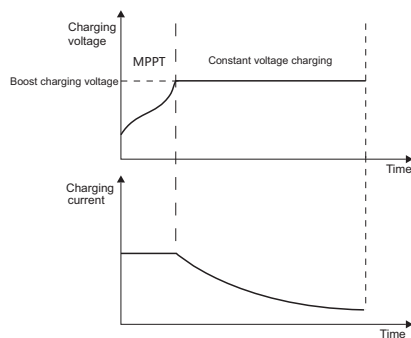 Charging
voltage
MPPT
Constant voltage charging
Boost charging voltage
Time
Charging
current
Time